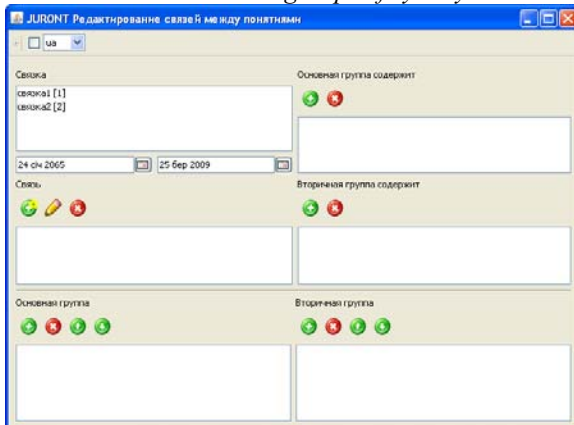 JURONT Редактирование связей между понятиями
ua
Связка
Основная группа содержит
связка1 [1]
связка2 [2]
24 січ 2065
25 бер 2009
Связь
Вторичная группа содержит
Основная группа
Вторичная группа